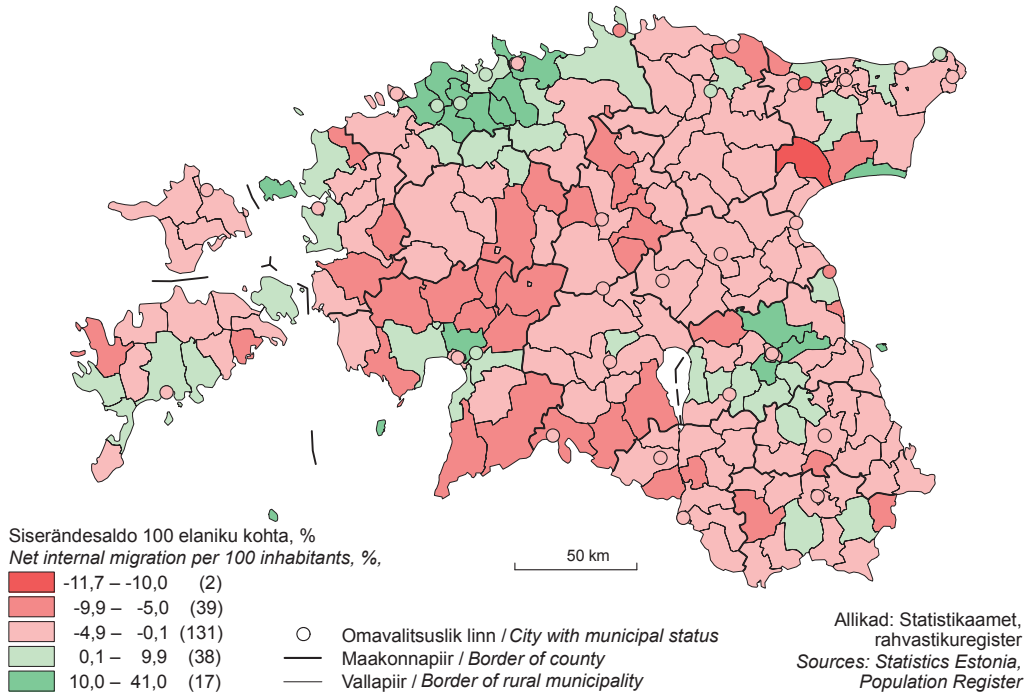 Siserändesaldo 100 elaniku kohta, %
Net internal migration per 100 inhabitants, %,
-11,7 – -10,0 (2)
-9,9 – -5,0 (39)
-4,9 – -0,1 (131)
0,1 – 9,9 (38)
10,0 – 41,0 (17)
50 km
Omavalitsuslik linn / City with municipal status
Maakonnapiir / Border of county
Vallapiir / Border of rural municipality
Allikad: Statistikaamet,
rahvastikuregister
Sources: Statistics Estonia,
Population Register